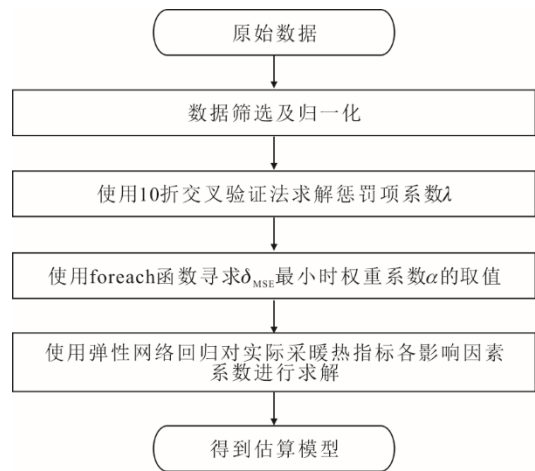 原始数据
数据筛选及归一化
使用10折交叉验证法求解惩罚项系数λ
使用foreach函数寻求δMSE最小时权重系数α的取值
使用弹性网络回归对实际采暖热指标各影响因素
系数进行求解
得到估算模型